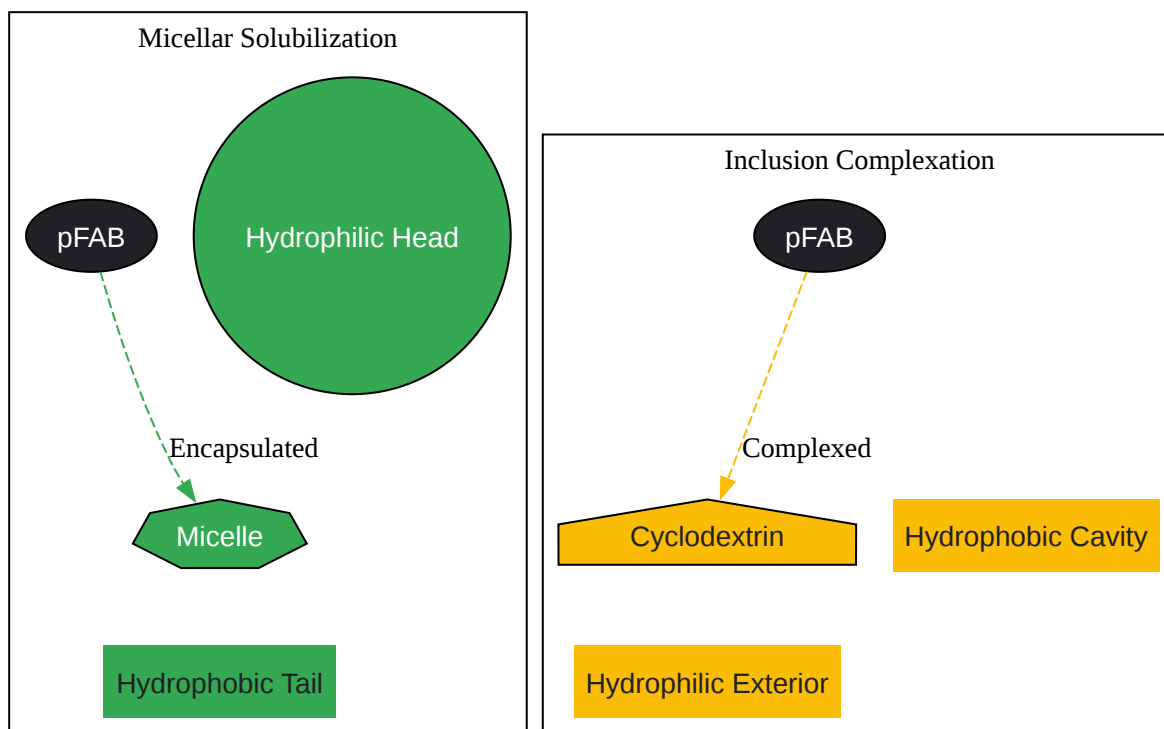 Micellar Solubilization
pFAB
Hydrophilic Head
Encapsulated
Micelle
Hydrophobic Tail
Inclusion Complexation
pFAB
Complexed
Cyclodextrin
Hydrophobic Cavity
Hydrophilic Exterior